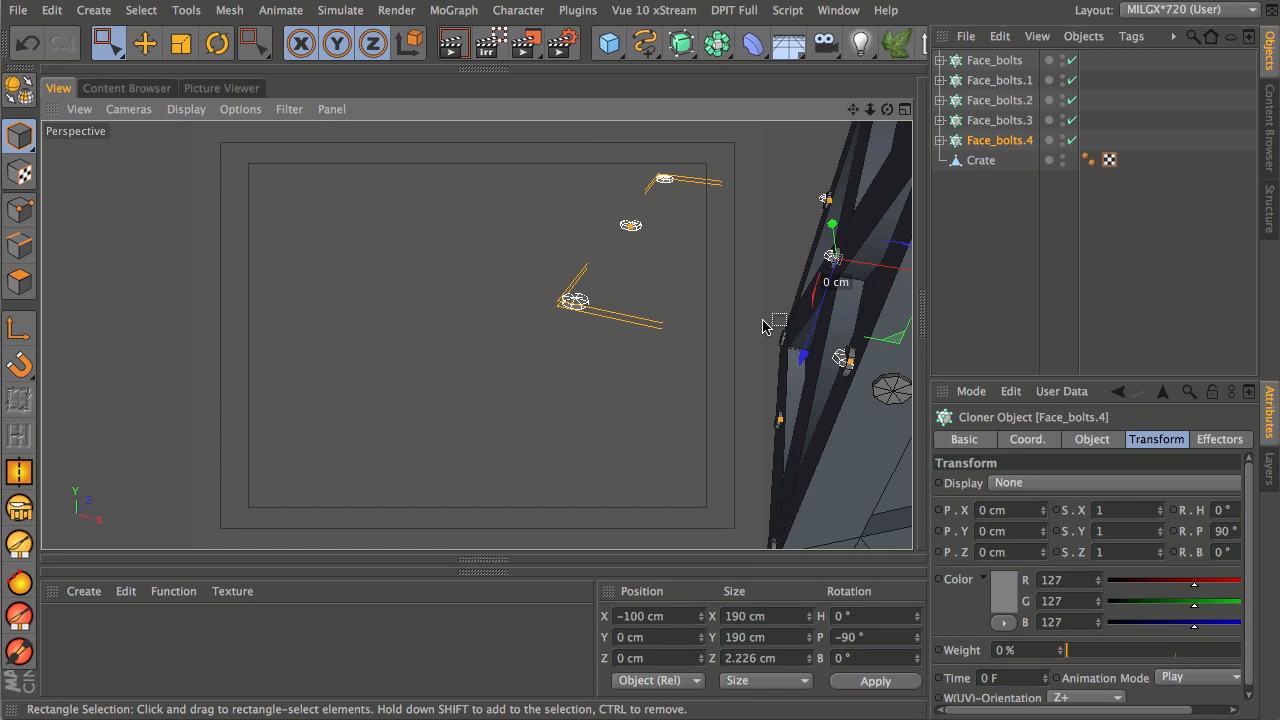 File Edit Create Select Tools Mesh Animate Simulate Render MoGraph Character Plugins Vue 10 xStream DPIT Full Script Window Help Layout: MILGX*720 (User)
X Y Z irr
View Content Browser Picture Viewer
View Cameras Display Options Filter Panel
Perspective
0 cm
Y
Z
X
File Edit View Objects Tags
Face_bolts
Face_bolts.1
Face_bolts.2
Face_bolts.3
Face_bolts.4
Crate
Objects
Content Browser
Structure
Mode Edit User Data
Cloner Object [Face_bolts.4]
Basic Coord. Object Transform Effectors
Transform
Display None
P . X 0 cm S . X 1 R . H 0 °
P . Y 0 cm S . Y 1 R . P 90 °
P . Z 0 cm S . Z 1 R . B 0 °
Color R 127
G 127
B 127
Weight 0 %
Time 0 F Animation Mode Play
W(UV)-Orientation Z+
Attributes
Layers
Create Edit Function Texture
Position Size Rotation
X -100 cm X 190 cm H 0 °
Y 0 cm Y 190 cm P -90 °
Z 0 cm Z 2.226 cm B 0 °
Object (Rel) Size Apply
Rectangle Selection: Click and drag to rectangle-select elements. Hold down SHIFT to add to the selection, CTRL to remove.